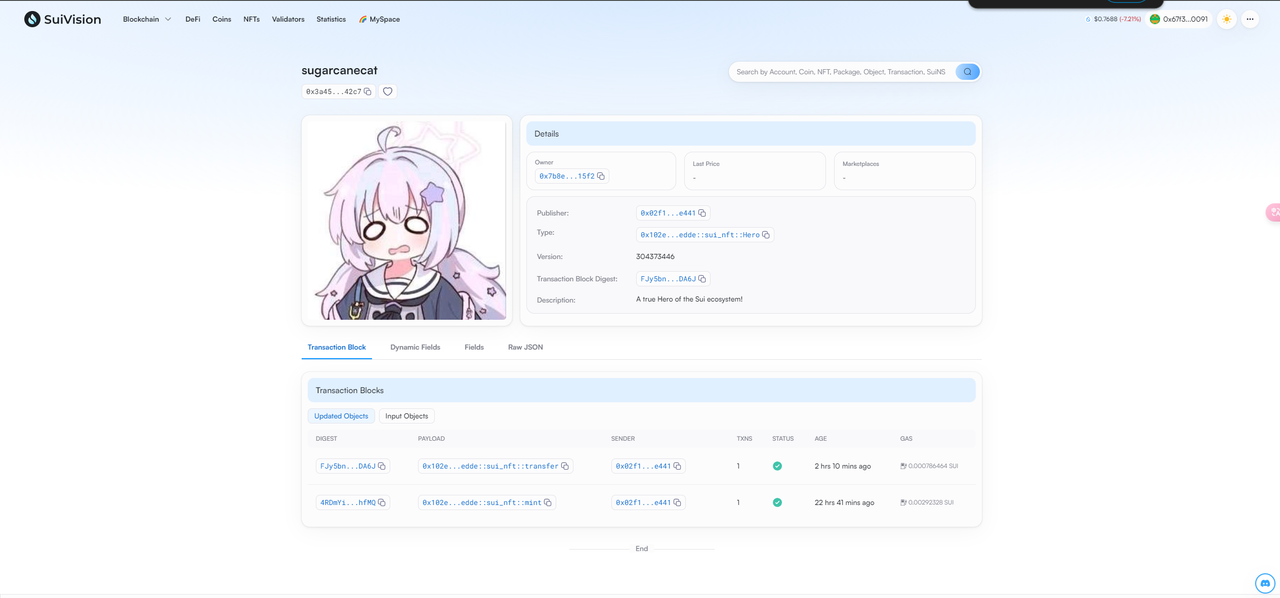 SuiVision Blockchain DeFi Coins NFTs Validators Statistics MySpace $0.7688 (-7.21%) 0x67f3...0091
sugarcanecat
Search by Account, Coin, NFT, Package, Object, Transaction, SuiNS
0x3a45...42c7
Details
Owner Last Price Marketplaces
0x7b8e...15f2 - -
Publisher: 0x02f1...e441
Type: 0x102e...edde::sui_nft::Hero
Version: 304373446
Transaction Block Digest: FJy5bn...DA6J
Description: A true Hero of the Sui ecosystem!
Transaction Block Dynamic Fields Fields Raw JSON
Transaction Blocks
Updated Objects Input Objects
DIGEST PAYLOAD SENDER TXNS STATUS AGE GAS
FJy5bn...DA6J 0x102e...edde::sui_nft::transfer 0x02f1...e441 1 2 hrs 10 mins ago 0.000786464 SUI
4RDmYi...hfMQ 0x102e...edde::sui_nft::mint 0x02f1...e441 1 22 hrs 41 mins ago 0.00292328 SUI
End